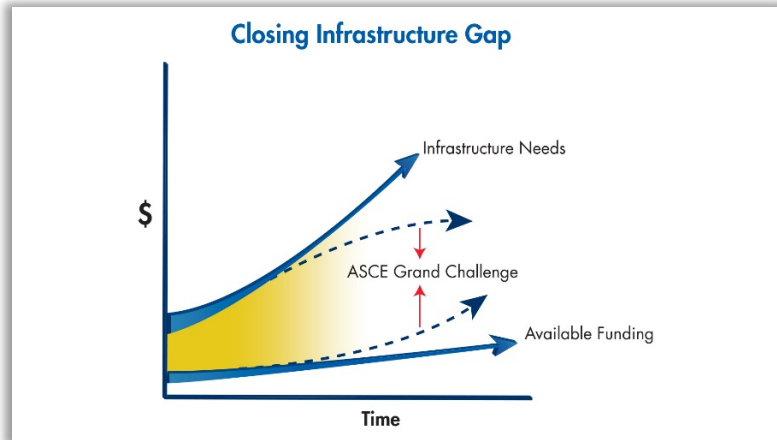 Closing Infrastructure Gap
Infrastructure Needs
$
ASCE Grand Challenge
Available Funding
Time